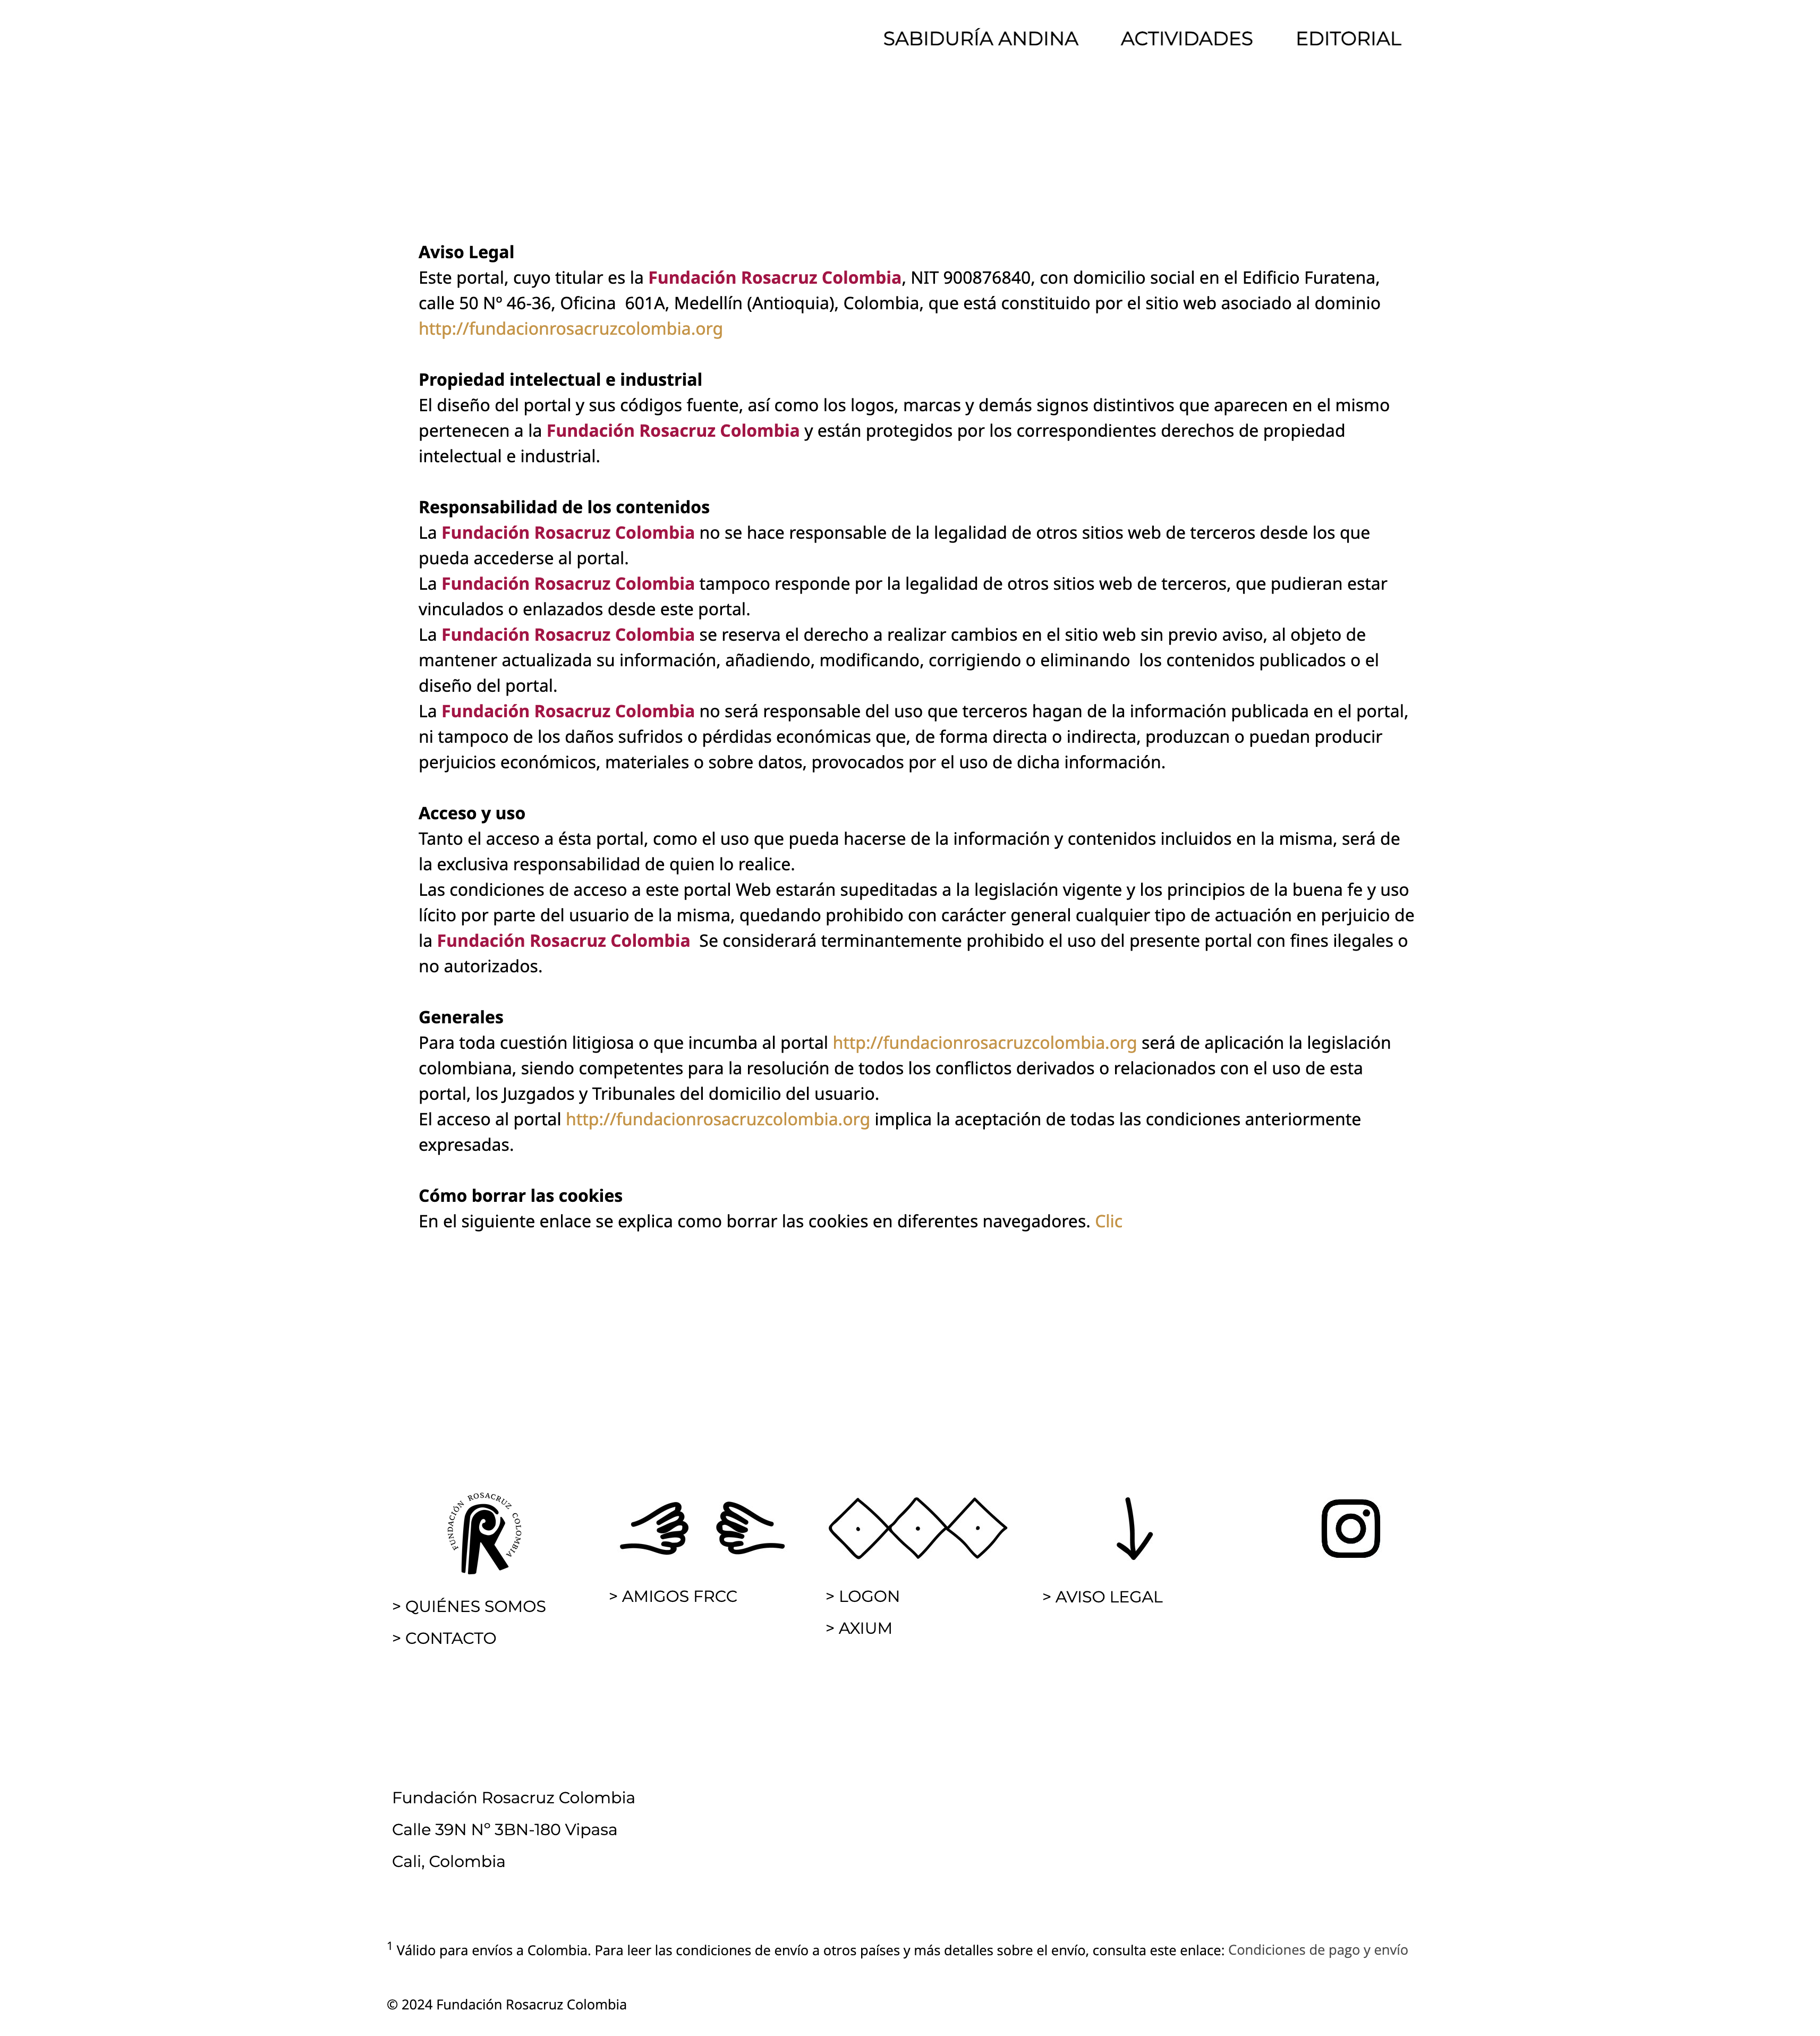 SABIDURÍA ANDINA ACTIVIDADES EDITORIAL
Aviso Legal
Este portal, cuyo titular es la Fundación Rosacruz Colombia, NIT 900876840, con domicilio social en el Edificio Furatena,
calle 50 Nº 46-36, Oficina  601A, Medellín (Antioquia), Colombia, que está constituido por el sitio web asociado al dominio
http://fundacionrosacruzcolombia.org
Propiedad intelectual e industrial
El diseño del portal y sus códigos fuente, así como los logos, marcas y demás signos distintivos que aparecen en el mismo
pertenecen a la Fundación Rosacruz Colombia y están protegidos por los correspondientes derechos de propiedad
intelectual e industrial.
Responsabilidad de los contenidos
La Fundación Rosacruz Colombia no se hace responsable de la legalidad de otros sitios web de terceros desde los que
pueda accederse al portal.
La Fundación Rosacruz Colombia tampoco responde por la legalidad de otros sitios web de terceros, que pudieran estar
vinculados o enlazados desde este portal.
La Fundación Rosacruz Colombia se reserva el derecho a realizar cambios en el sitio web sin previo aviso, al objeto de
mantener actualizada su información, añadiendo, modificando, corrigiendo o eliminando  los contenidos publicados o el
diseño del portal.
La Fundación Rosacruz Colombia no será responsable del uso que terceros hagan de la información publicada en el portal,
ni tampoco de los daños sufridos o pérdidas económicas que, de forma directa o indirecta, produzcan o puedan producir
perjuicios económicos, materiales o sobre datos, provocados por el uso de dicha información.
Acceso y uso
Tanto el acceso a ésta portal, como el uso que pueda hacerse de la información y contenidos incluidos en la misma, será de
la exclusiva responsabilidad de quien lo realice.
Las condiciones de acceso a este portal Web estarán supeditadas a la legislación vigente y los principios de la buena fe y uso
lícito por parte del usuario de la misma, quedando prohibido con carácter general cualquier tipo de actuación en perjuicio de
la Fundación Rosacruz Colombia  Se considerará terminantemente prohibido el uso del presente portal con fines ilegales o
no autorizados.
Generales
Para toda cuestión litigiosa o que incumba al portal http://fundacionrosacruzcolombia.org será de aplicación la legislación
colombiana, siendo competentes para la resolución de todos los conflictos derivados o relacionados con el uso de esta
portal, los Juzgados y Tribunales del domicilio del usuario.
El acceso al portal http://fundacionrosacruzcolombia.org implica la aceptación de todas las condiciones anteriormente
expresadas.
Cómo borrar las cookies
En el siguiente enlace se explica como borrar las cookies en diferentes navegadores. Clic
FUNDACIÓN ROSACRUZ COLOMBIA
> QUIÉNES SOMOS
> CONTACTO
> AMIGOS FRCC
> LOGON
> AXIUM
> AVISO LEGAL
Fundación Rosacruz Colombia
Calle 39N Nº 3BN-180 Vipasa
Cali, Colombia
1 Válido para envíos a Colombia. Para leer las condiciones de envío a otros países y más detalles sobre el envío, consulta este enlace: Condiciones de pago y envío
© 2024 Fundación Rosacruz Colombia